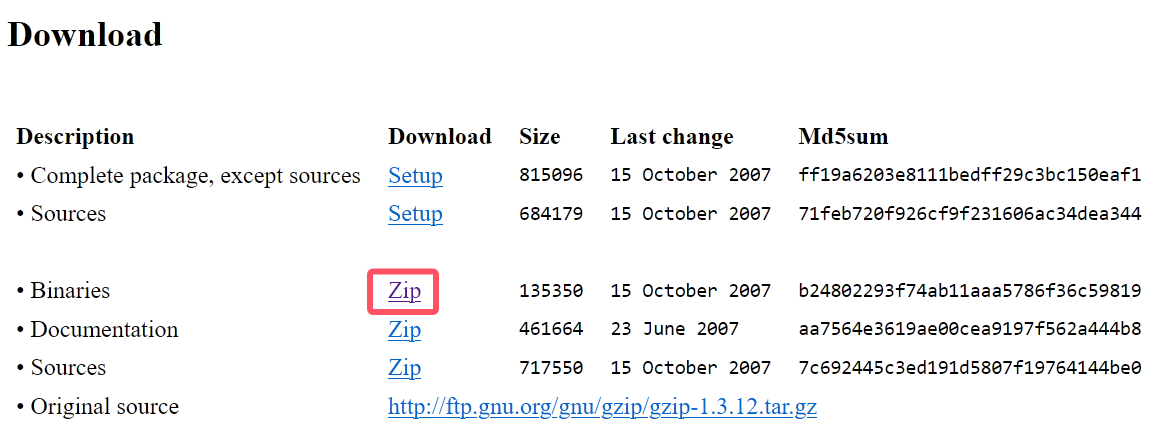 Download
Description Download Size Last change Md5sum
• Complete package, except sources Setup 815096 15 October 2007 ff19a6203e8111bedff29c3bc150eaf1
• Sources Setup 684179 15 October 2007 71feb720f926cf9f231606ac34dea344
• Binaries Zip 135350 15 October 2007 b24802293f74ab11aaa5786f36c59819
• Documentation Zip 461664 23 June 2007 aa7564e3619ae00cea9197f562a444b8
• Sources Zip 717550 15 October 2007 7c692445c3ed191d5807f19764144be0
• Original source http://ftp.gnu.org/gnu/gzip/gzip-1.3.12.tar.gz